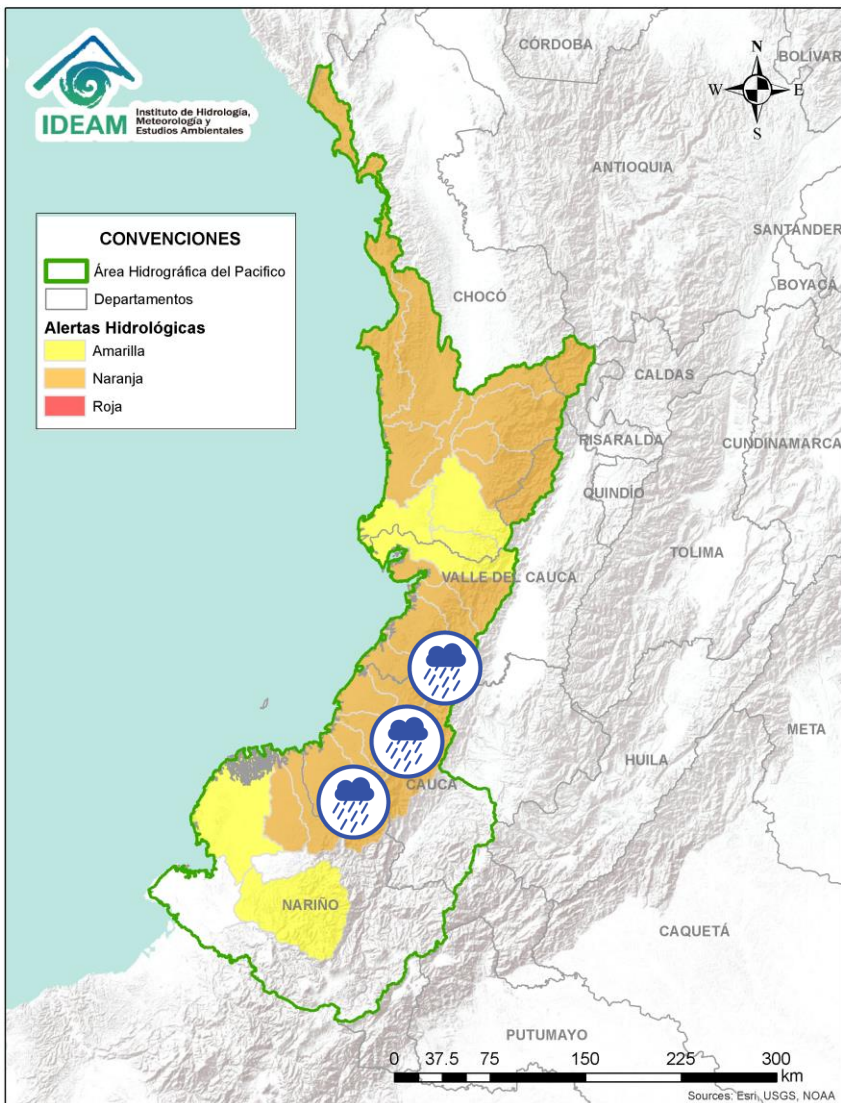 IDEAM
Instituto de Hidrología,
Meteorología y
Estudios Ambientales
N
W
E
S
CONVENCIONES
Área Hidrográfica del Pacifico
Departamentos
Alertas Hidrológicas
Amarilla
Naranja
Roja
CÓRDOBA
BOLÍVAR
ANTIOQUIA
SANTANDER
BOYACÁ
CHOCÓ
CALDAS
RISARALDA
CUNDINAMARCA
QUINDÍO
TOLIMA
VALLE DEL CAUCA
META
HUILA
CAUCA
NARIÑO
CAQUETÁ
PUTUMAYO
0 37.5 75 150 225 300
km
Sources: Esri, USGS, NOAA